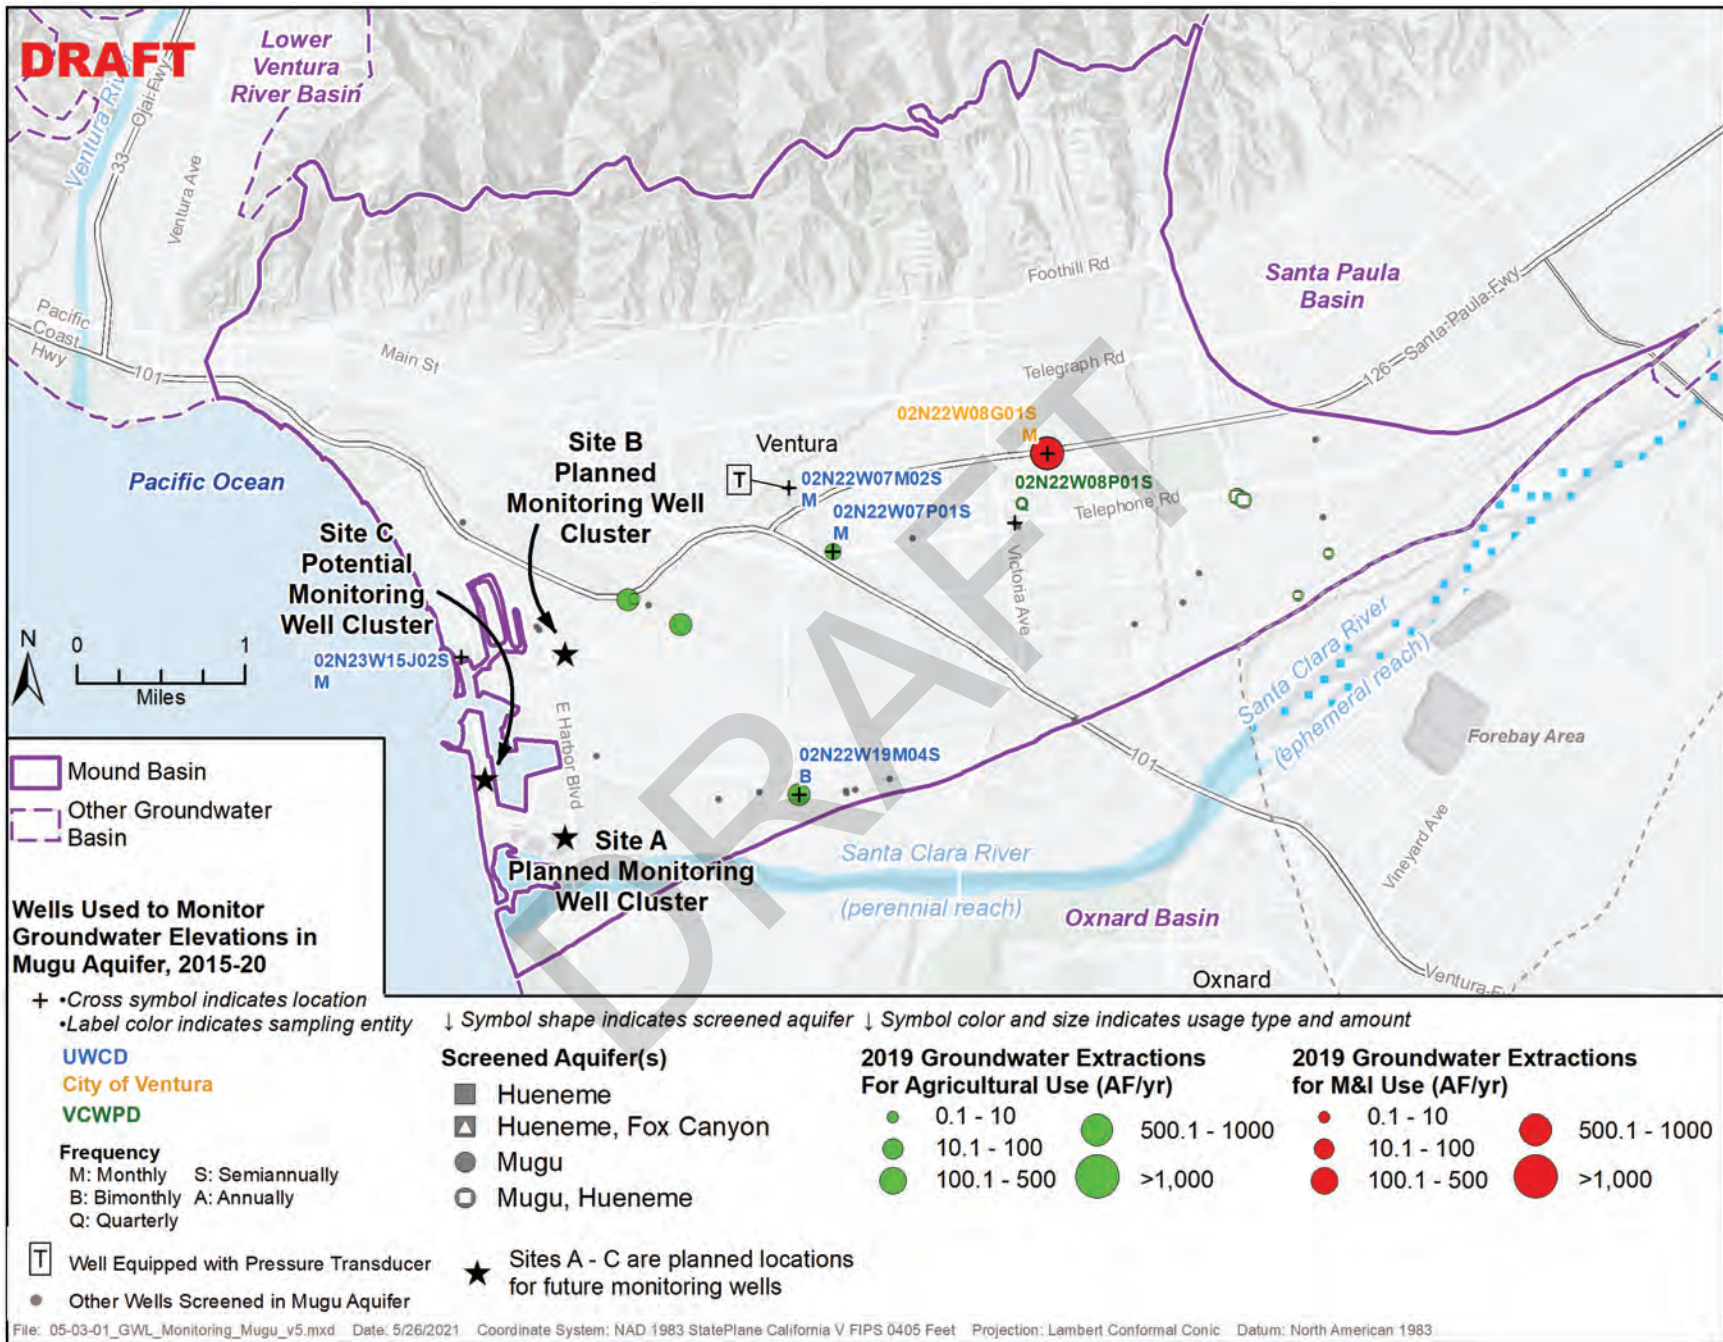 DRAFT
Lower
Ventura
River Basin
Ventura River
33
Ojai Fwy
Ventura Ave
Pacific
Coast
Hwy
101
Main St
Foothill Rd
Santa Paula
Basin
Telegraph Rd
126
Santa Paula Fwy
02N22W08G01S
M
Site B
Planned
Monitoring Well
Cluster
Ventura
T
02N22W07M02S
M
02N22W08P01S
Q
Telephone Rd
Pacific Ocean
02N22W07P01S
M
Site C
Potential
Monitoring
Well Cluster
Victoria Ave
N
0 1
Miles
02N23W15J02S
M
E Harbor Blvd
Santa Clara River
(ephemeral reach)
Forebay Area
02N22W19M04S
B
101
Site A
Planned Monitoring
Well Cluster
Santa Clara River
(perennial reach)
Vineyard Ave
Oxnard Basin
Oxnard
DRAFT
Mound Basin
Other Groundwater
Basin
Wells Used to Monitor
Groundwater Elevations in
Mugu Aquifer, 2015-20
+ •Cross symbol indicates location
•Label color indicates sampling entity
UWCD
City of Ventura
VCWPD
Frequency
M: Monthly S: Semiannually
B: Bimonthly A: Annually
Q: Quarterly
T Well Equipped with Pressure Transducer
Other Wells Screened in Mugu Aquifer
↓ Symbol shape indicates screened aquifer
Screened Aquifer(s)
Hueneme
Hueneme, Fox Canyon
Mugu
Mugu, Hueneme
Sites A - C are planned locations
for future monitoring wells
↓ Symbol color and size indicates usage type and amount
2019 Groundwater Extractions
For Agricultural Use (AF/yr)
0.1 - 10
10.1 - 100
100.1 - 500
500.1 - 1000
>1,000
2019 Groundwater Extractions
for M&I Use (AF/yr)
0.1 - 10
10.1 - 100
100.1 - 500
500.1 - 1000
>1,000
File: 05-03-01_GWL_Monitoring_Mugu_v5.mxd Date: 5/26/2021 Coordinate System: NAD 1983 StatePlane California V FIPS 0405 Feet Projection: Lambert Conformal Conic Datum: North American 1983